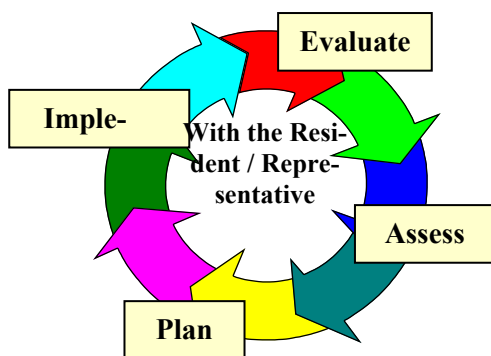 Evaluate
Imple-
With the Resi-
dent / Repre-
sentative
Assess
Plan